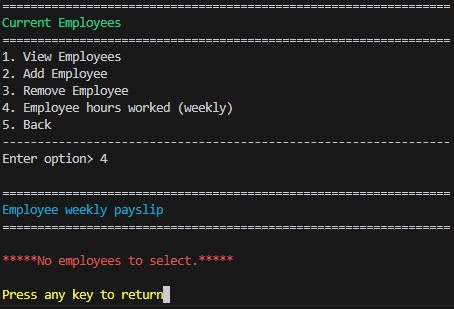 ================================================================
Current Employees
================================================================
1. View Employees
2. Add Employee
3. Remove Employee
4. Employee hours worked (weekly)
5. Back
----------------------------------------------------------------
Enter option> 4
================================================================
Employee weekly payslip
================================================================
*****No employees to select.*****
Press any key to return